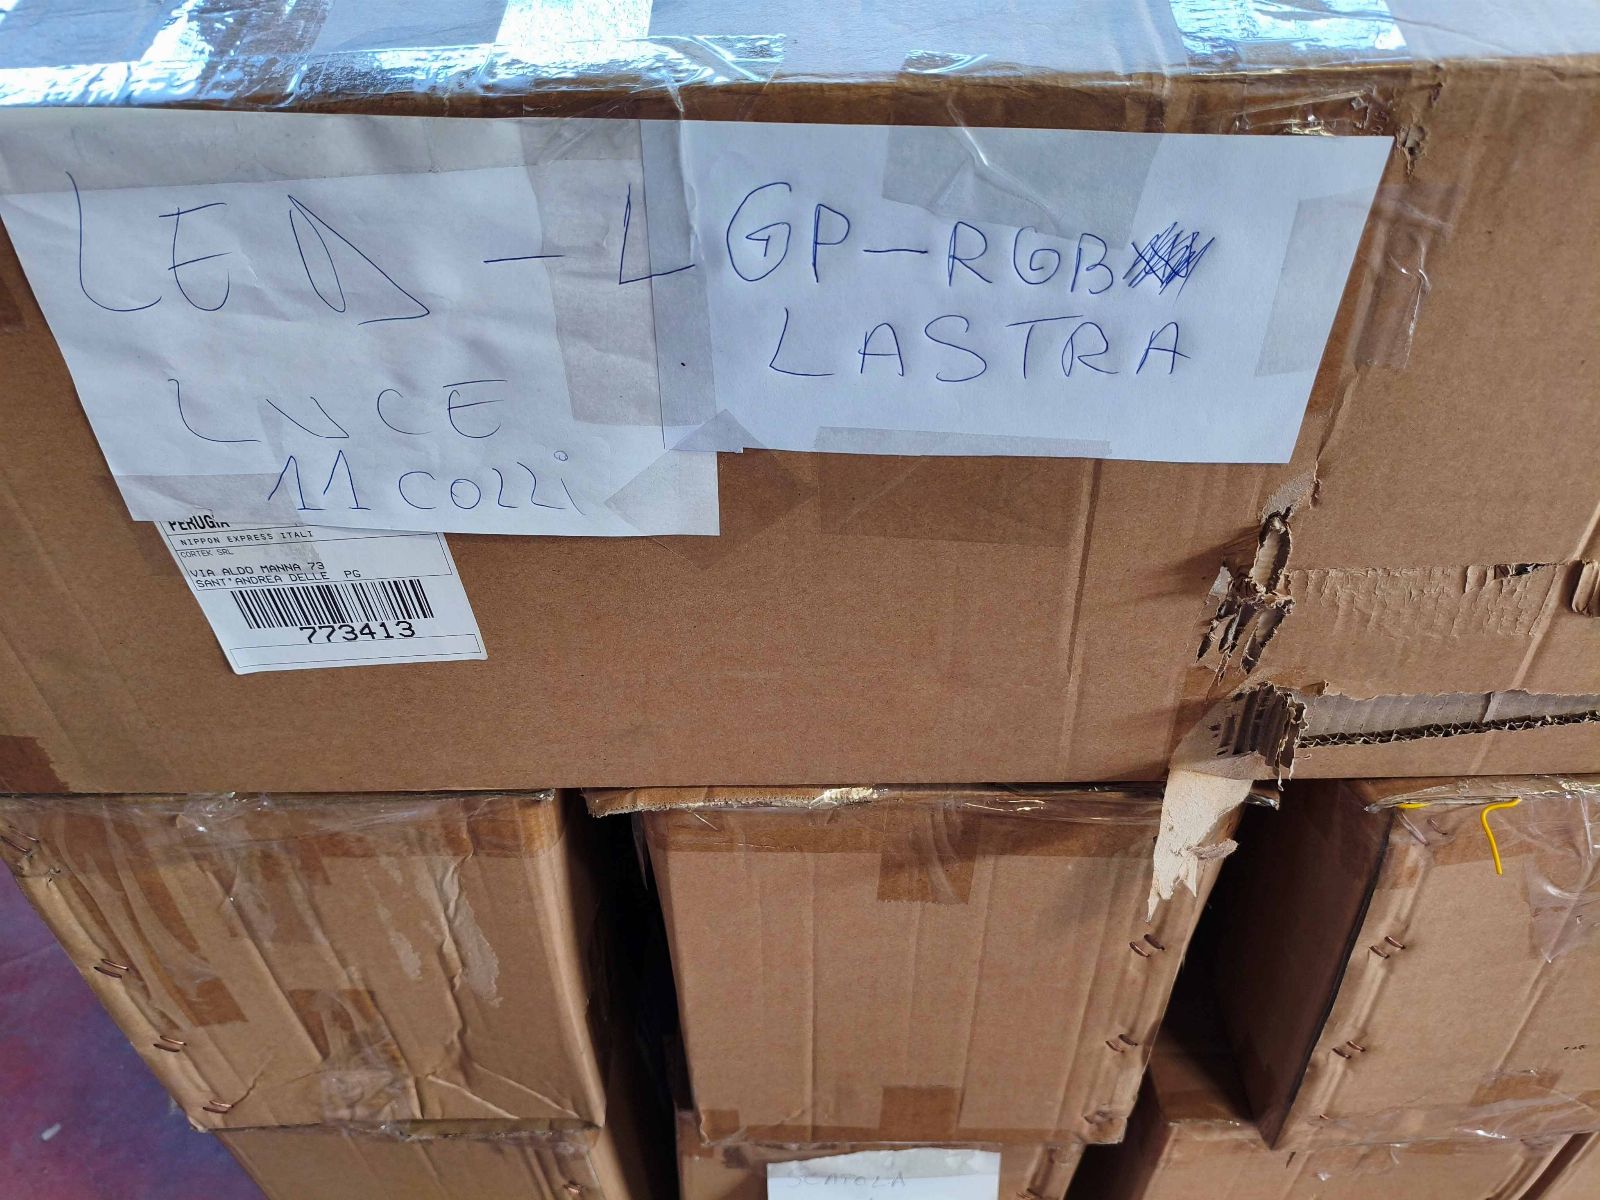 LED - LGP-RGB
LASTRA
LUCE
11 COLLI
PERUGIA
NIPPON EXPRESS ITALI
CORTEK SRL
VIA ALDO MANNA 73
SANT'ANDREA DELLE PG
773413
SCATOLA